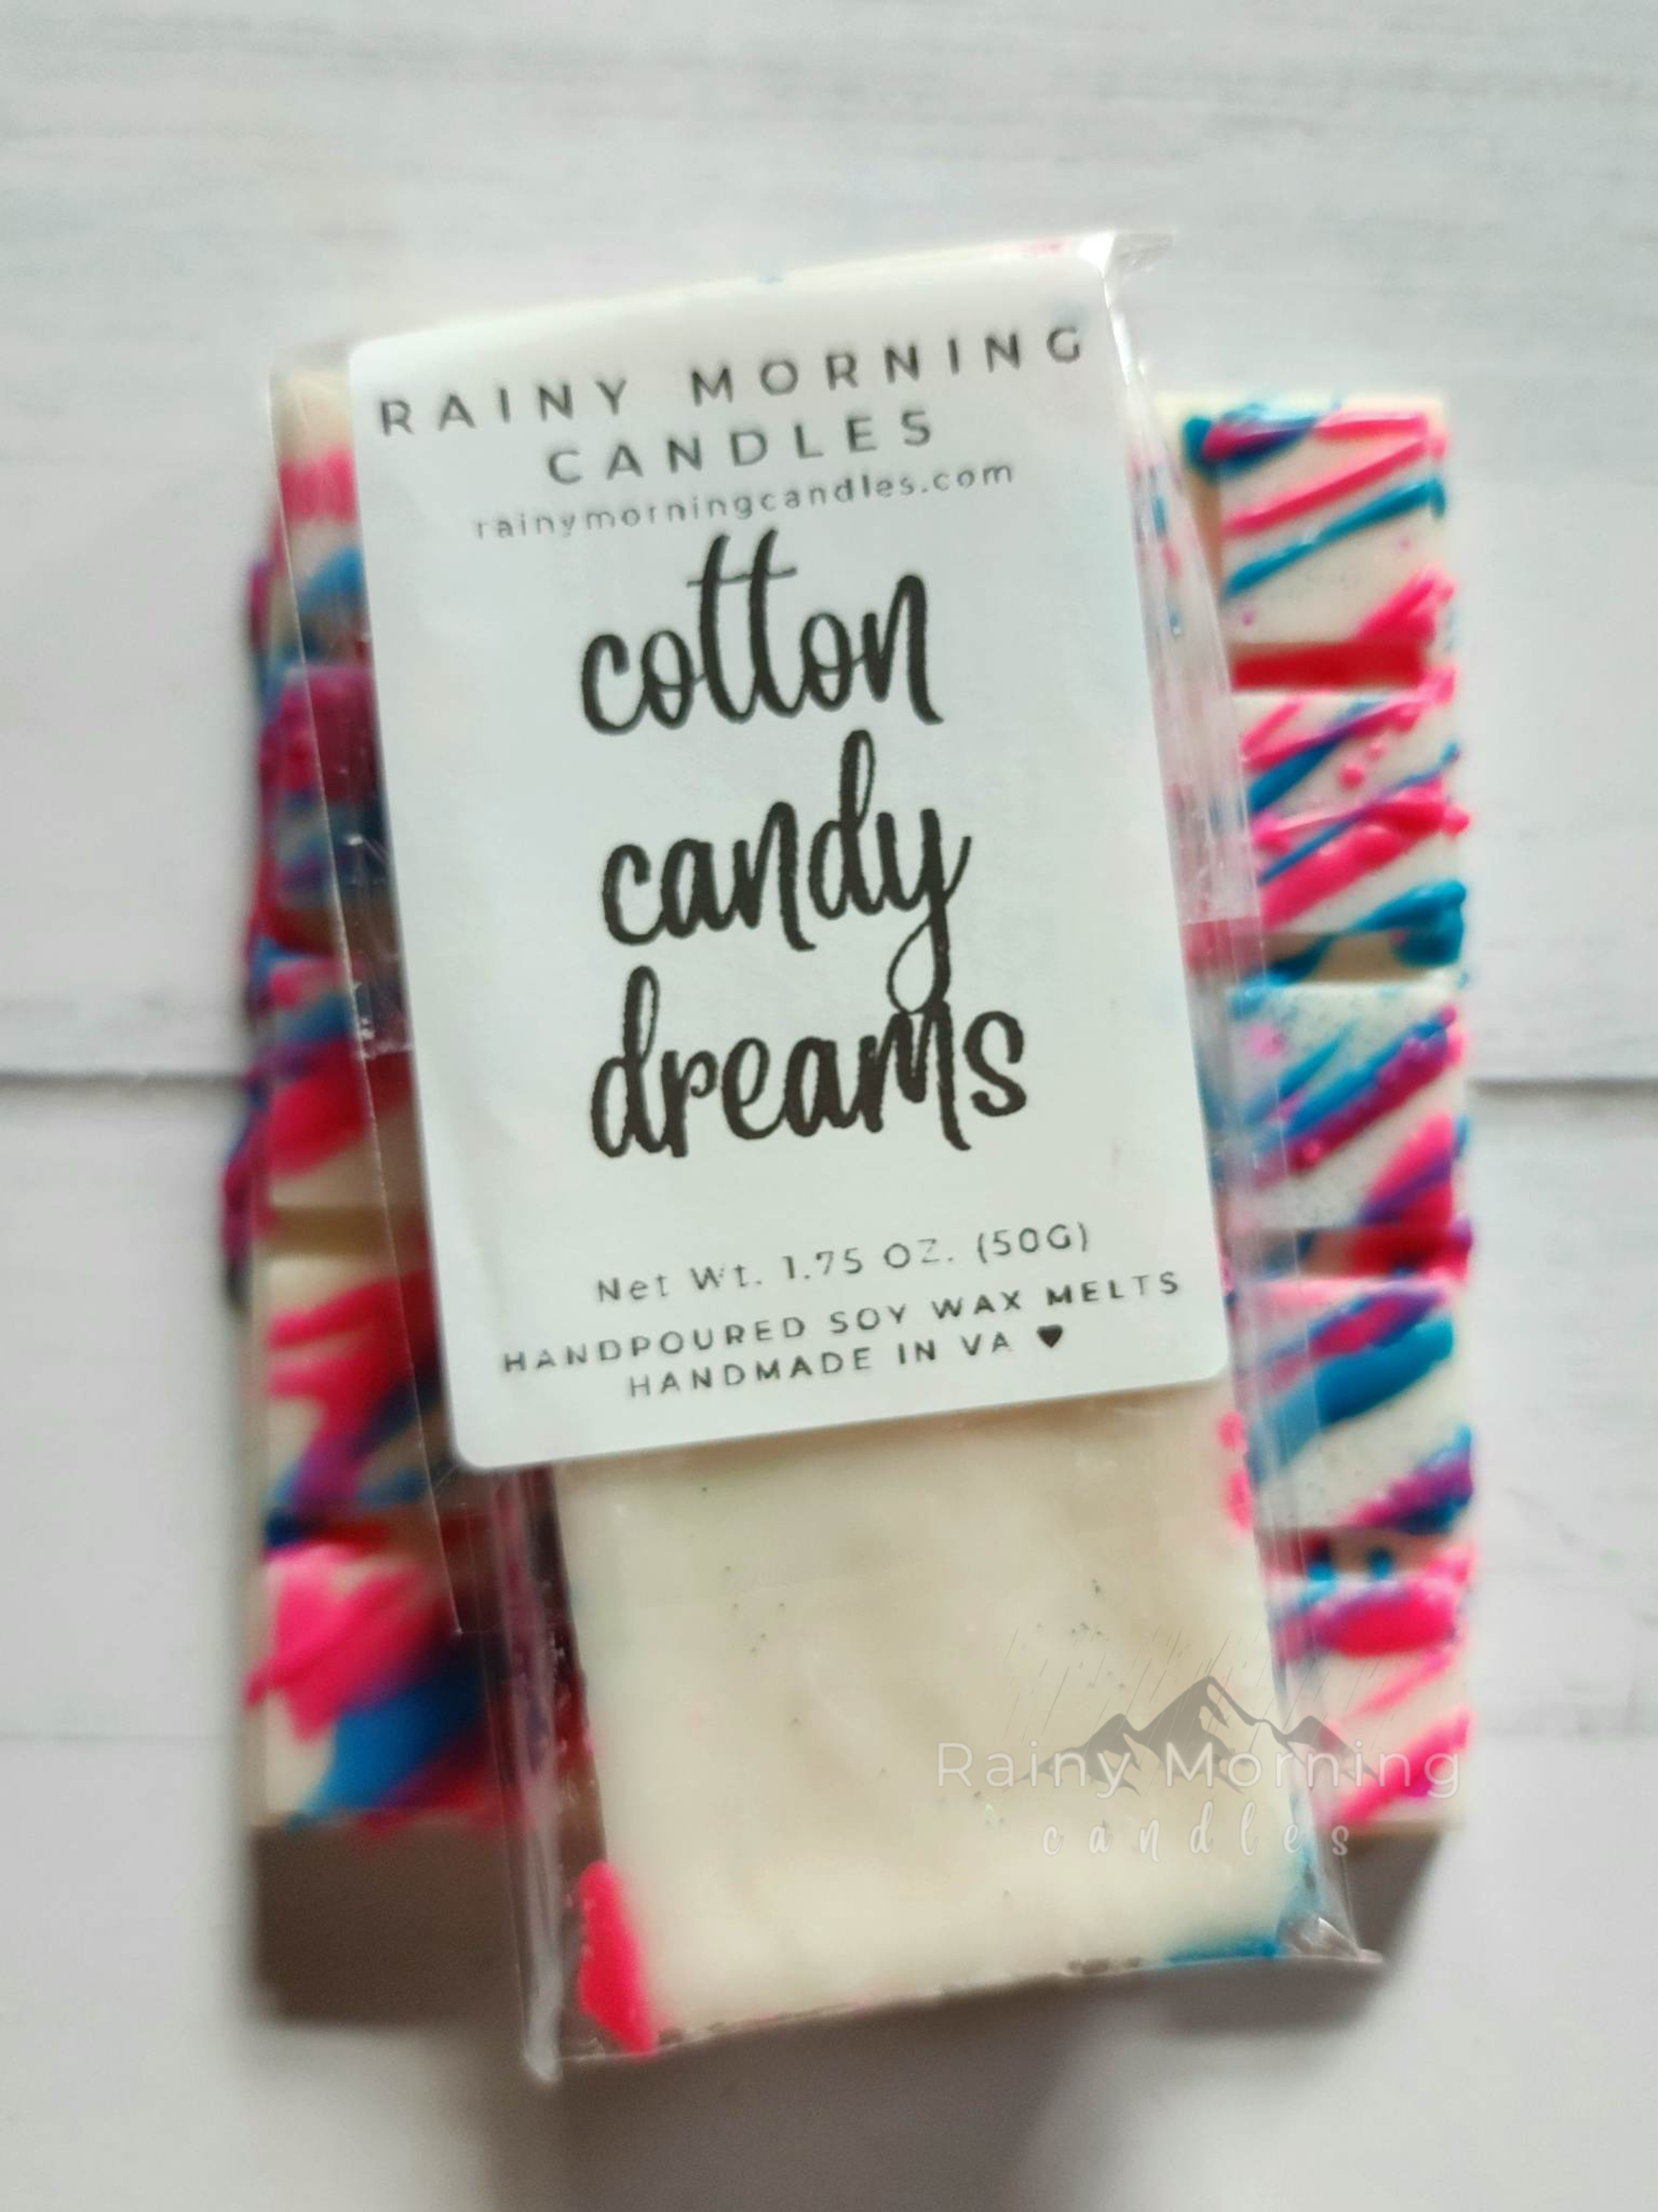 RAINY MORNING
CANDLES
rainymorningcandles.com
cotton
candy
dreams
Net Wt. 1.75 OZ. (50G)
HANDPOURED SOY WAX MELTS
HANDMADE IN VA ♥
Rainy Morning
candles